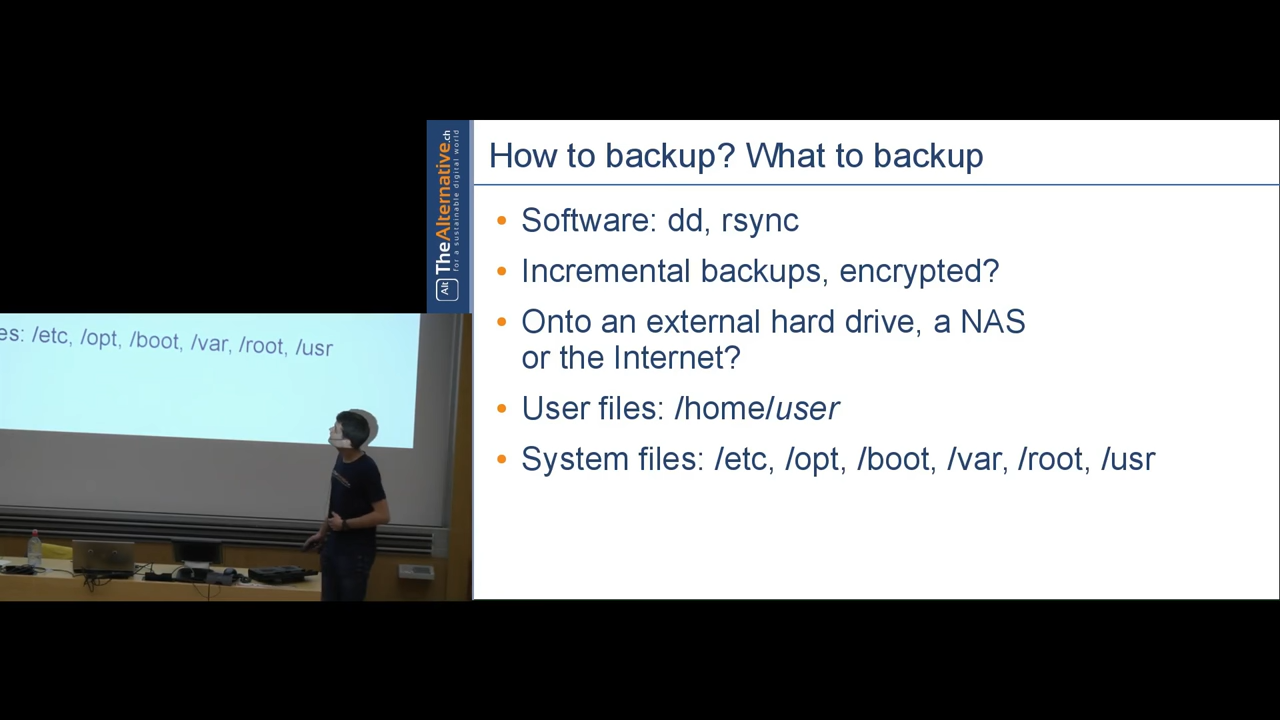 How to backup? What to backup
Software: dd, rsync
Incremental backups, encrypted?
Onto an external hard drive, a NAS
or the Internet?
User files: /home/user
System files: /etc, /opt, /boot, /var, /root, /usr
Alt TheAlternative.ch
for a sustainable digital world
es: /etc, /opt, /boot, /var, /root, /usr